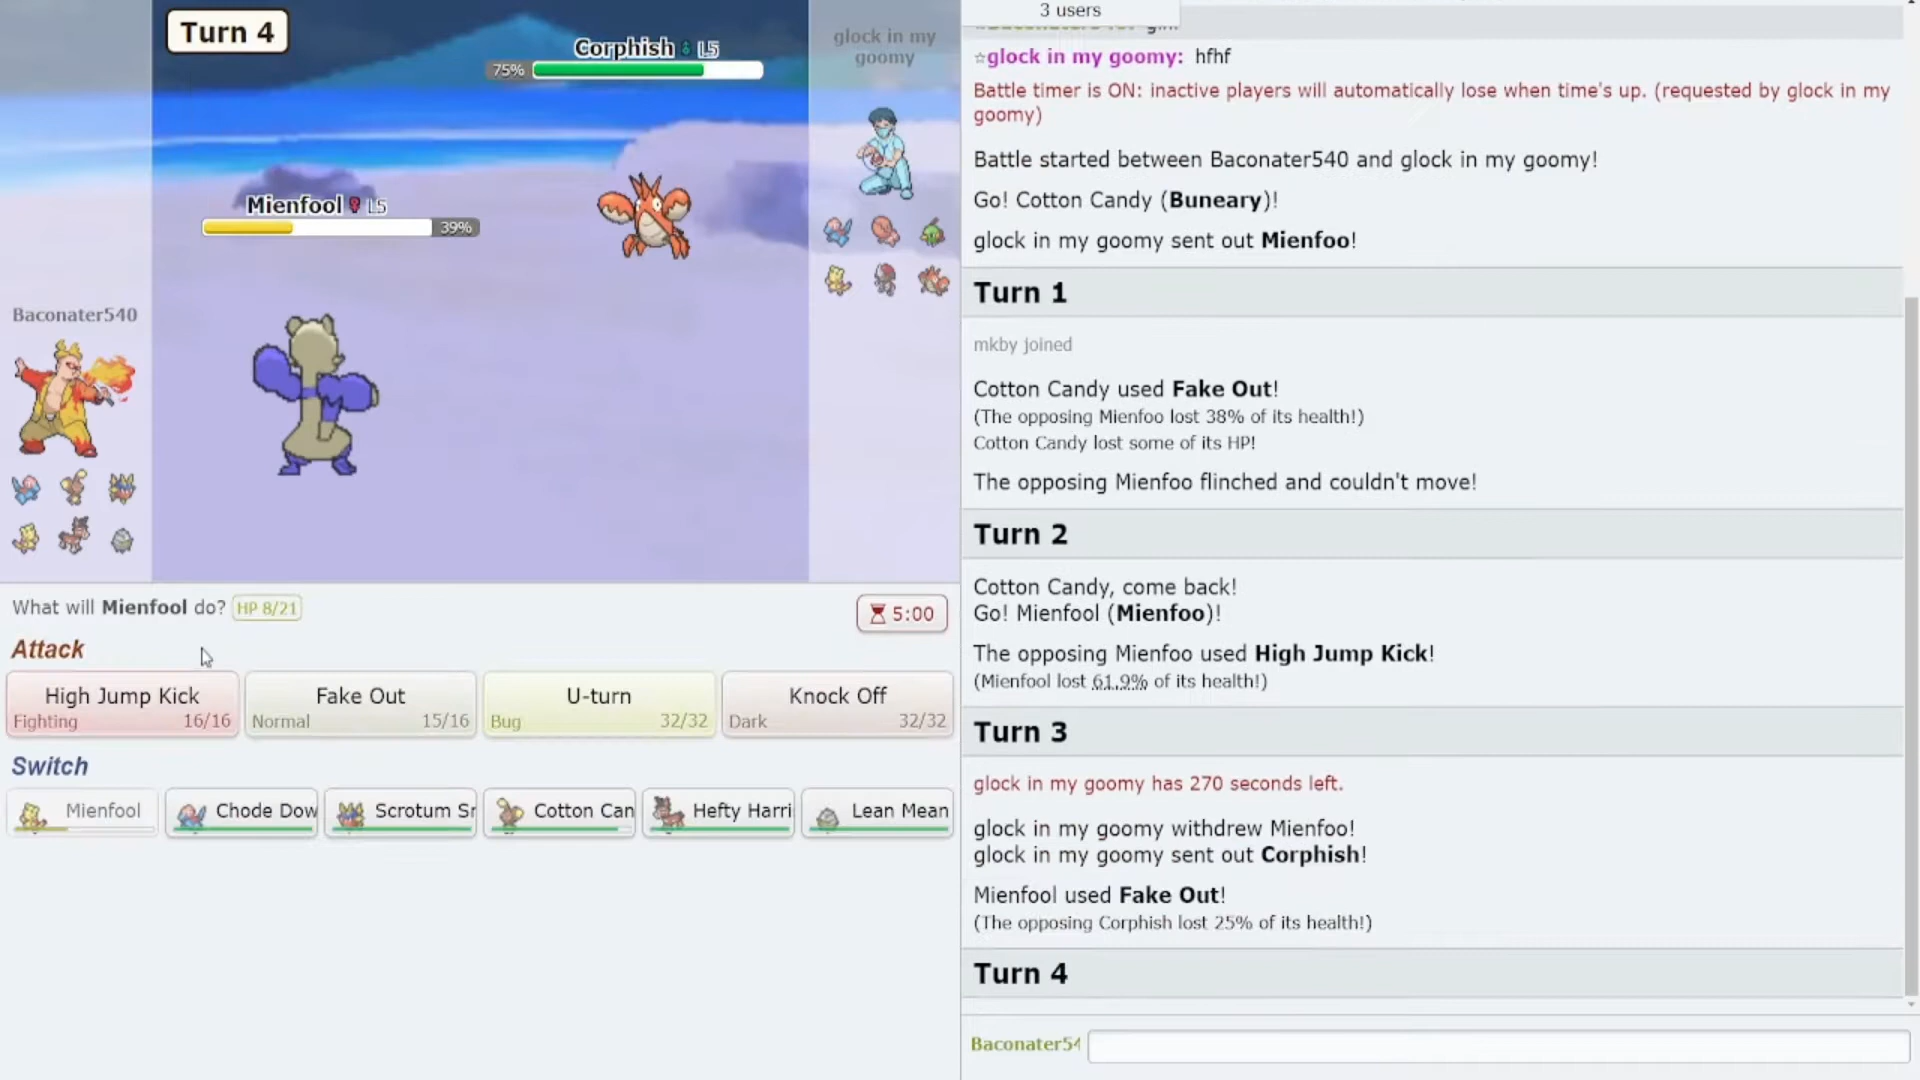 Turn 4
Corphish L5
75%
glock in my
goomy
Mienfool L5
39%
Baconater540
What will Mienfool do? HP 8/21
5:00
Attack
High Jump Kick
Fighting 16/16
Fake Out
Normal 15/16
U-turn
Bug 32/32
Knock Off
Dark 32/32
Switch
Mienfool
Chode Dow
Scrotum Sr
Cotton Can
Hefty Harri
Lean Mean
3 users
☆glock in my goomy: hfhf
Battle timer is ON: inactive players will automatically lose when time's up. (requested by glock in my
goomy)
Battle started between Baconater540 and glock in my goomy!
Go! Cotton Candy (Buneary)!
glock in my goomy sent out Mienfoo!
Turn 1
mkby joined
Cotton Candy used Fake Out!
(The opposing Mienfoo lost 38% of its health!)
Cotton Candy lost some of its HP!
The opposing Mienfoo flinched and couldn't move!
Turn 2
Cotton Candy, come back!
Go! Mienfool (Mienfoo)!
The opposing Mienfoo used High Jump Kick!
(Mienfool lost 61.9% of its health!)
Turn 3
glock in my goomy has 270 seconds left.
glock in my goomy withdrew Mienfoo!
glock in my goomy sent out Corphish!
Mienfool used Fake Out!
(The opposing Corphish lost 25% of its health!)
Turn 4
Baconater54